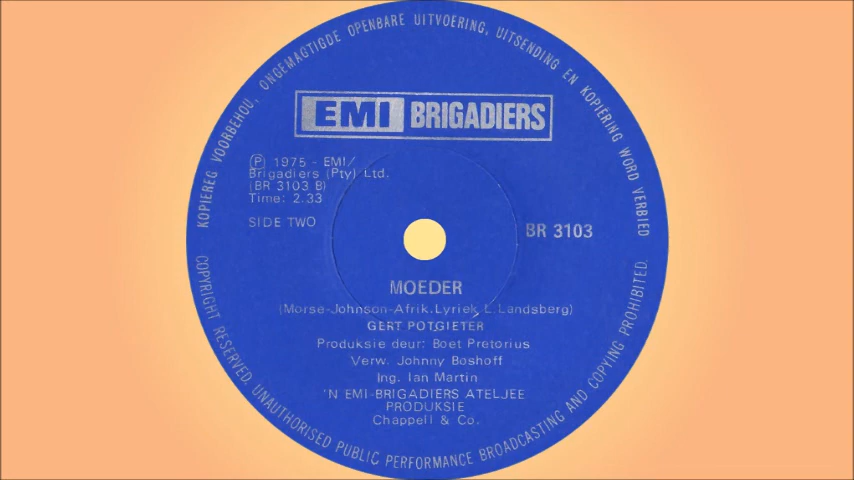 KOPIEREG VOORBEHOU, ONGEMAGTIGDE OPENBARE UITVOERING, UITSENDING EN KOPIËRING WORD VERBIED
EMI BRIGADIERS
Ⓟ 1975 - EMI/
Brigadiers (Pty) Ltd.
(BR 3103 B)
Time: 2.33
SIDE TWO
BR 3103
MOEDER
(Morse-Johnson-Afrik.Lyriek L.Landsberg)
GERT POTGIETER
Produksie deur: Boet Pretorius
Verw. Johnny Boshoff
Ing. Ian Martin
'N EMI-BRIGADIERS ATELJEE
PRODUKSIE
Chappell & Co.
COPYRIGHT RESERVED. UNAUTHORISED PUBLIC PERFORMANCE BROADCASTING AND COPYING PROHIBITED.